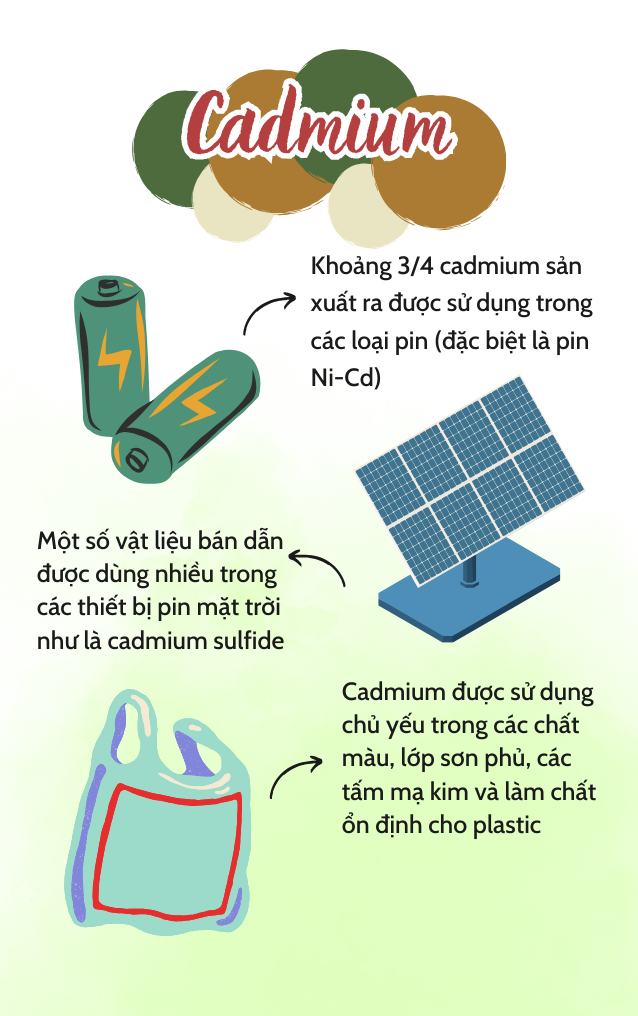 Cadmium
Khoảng 3/4 cadmium sản
xuất ra được sử dụng trong
các loại pin (đặc biệt là pin
Ni-Cd)
Một số vật liệu bán dẫn
được dùng nhiều trong
các thiết bị pin mặt trời
như là cadmium sulfide
Cadmium được sử dụng
chủ yếu trong các chất
màu, lớp sơn phủ, các
tấm mạ kim và làm chất
ổn định cho plastic